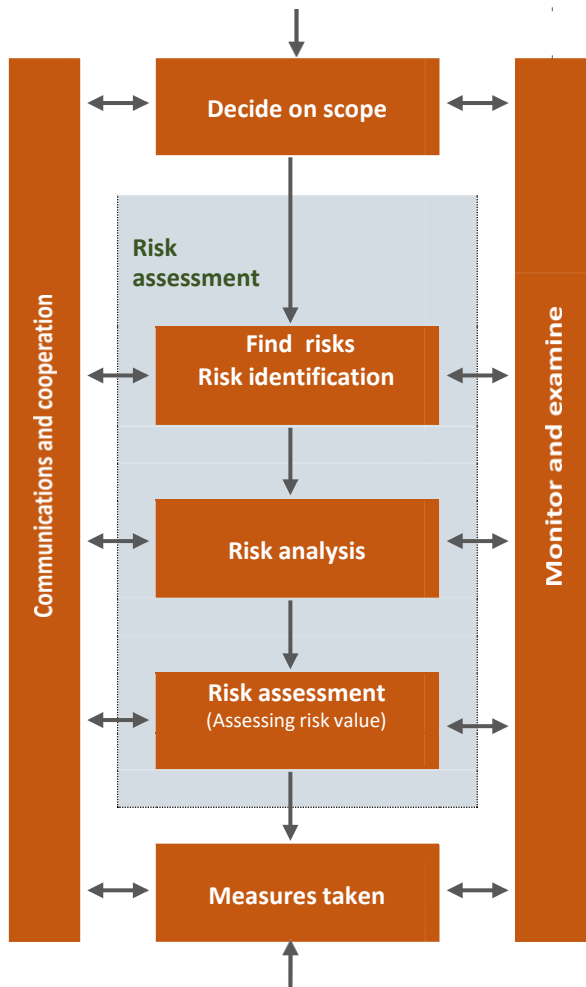 Decide on scope
Risk
assessment
Find risks
Risk identification
Risk analysis
Risk assessment
(Assessing risk value)
Measures taken
Communications and cooperation
Monitor and examine